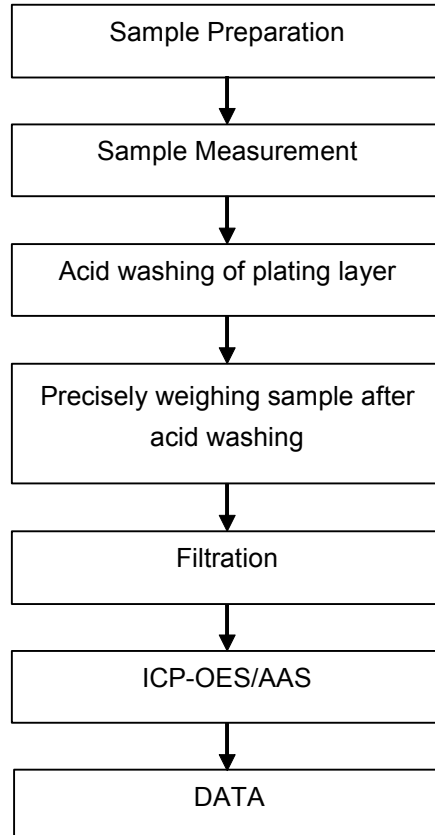 Sample Preparation
Sample Measurement
Acid washing of plating layer
Precisely weighing sample after
acid washing
Filtration
ICP-OES/AAS
DATA